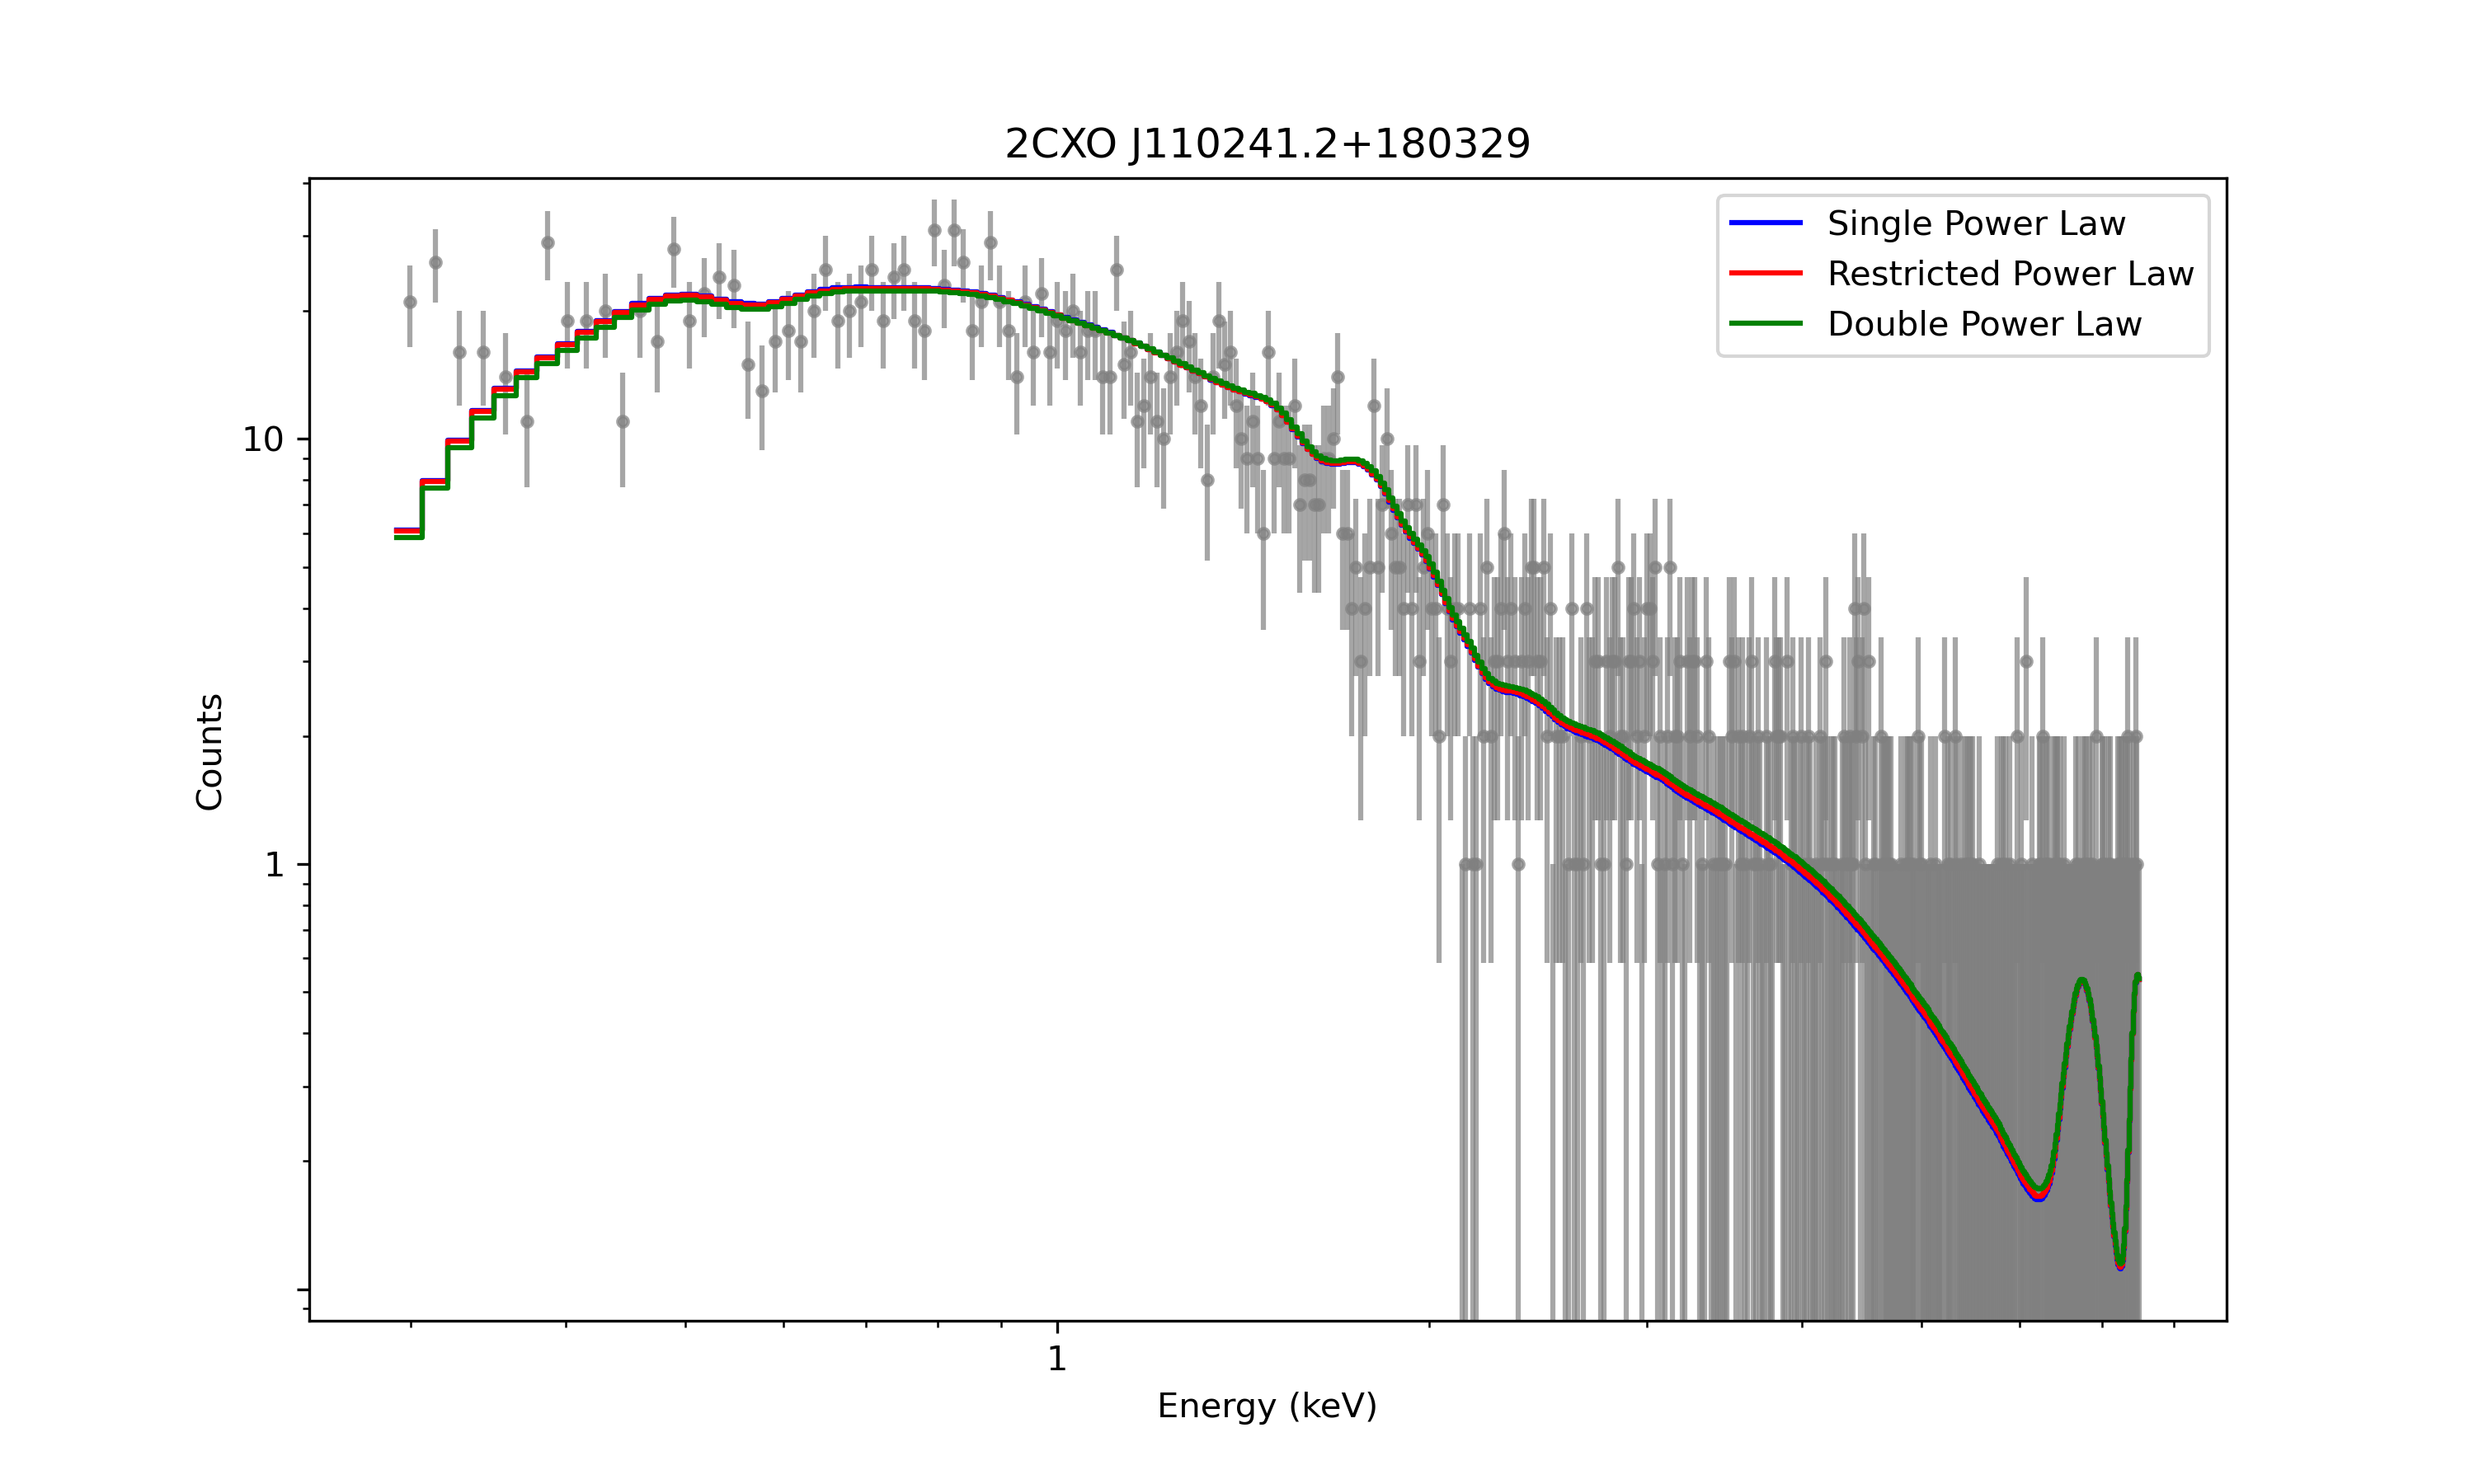 2CXO J110241.2+180329
Single Power Law
Restricted Power Law
Double Power Law
10
1
Counts
1
Energy (keV)